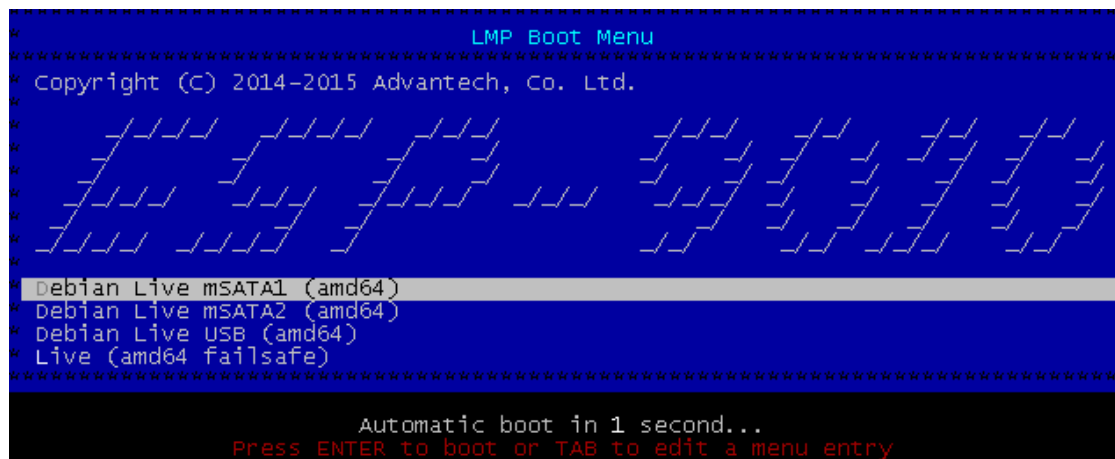 LMP Boot Menu
Copyright (C) 2014-2015 Advantech, Co. Ltd.
ESP-9010
Debian Live mSATA1 (amd64)
Debian Live mSATA2 (amd64)
Debian Live USB (amd64)
Live (amd64 failsafe)
Automatic boot in 1 second...
Press ENTER to boot or TAB to edit a menu entry